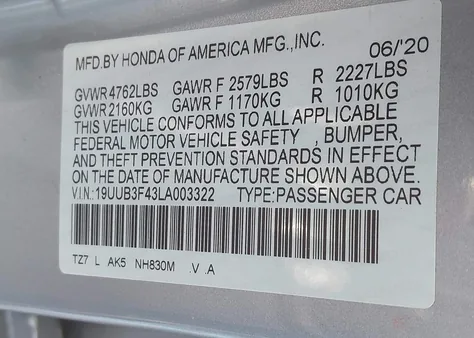 MFD.BY HONDA OF AMERICA MFG.,INC. 06/'20
GVWR 4762LBS GAWR F 2579LBS R 2227LBS
GVWR 2160KG GAWR F 1170KG R 1010KG
THIS VEHICLE CONFORMS TO ALL APPLICABLE
FEDERAL MOTOR VEHICLE SAFETY , BUMPER,
AND THEFT PREVENTION STANDARDS IN EFFECT
ON THE DATE OF MANUFACTURE SHOWN ABOVE.
V.I.N.:19UUB3F43LA003322 TYPE:PASSENGER CAR
TZ7 L AK5 NH830M .V .A